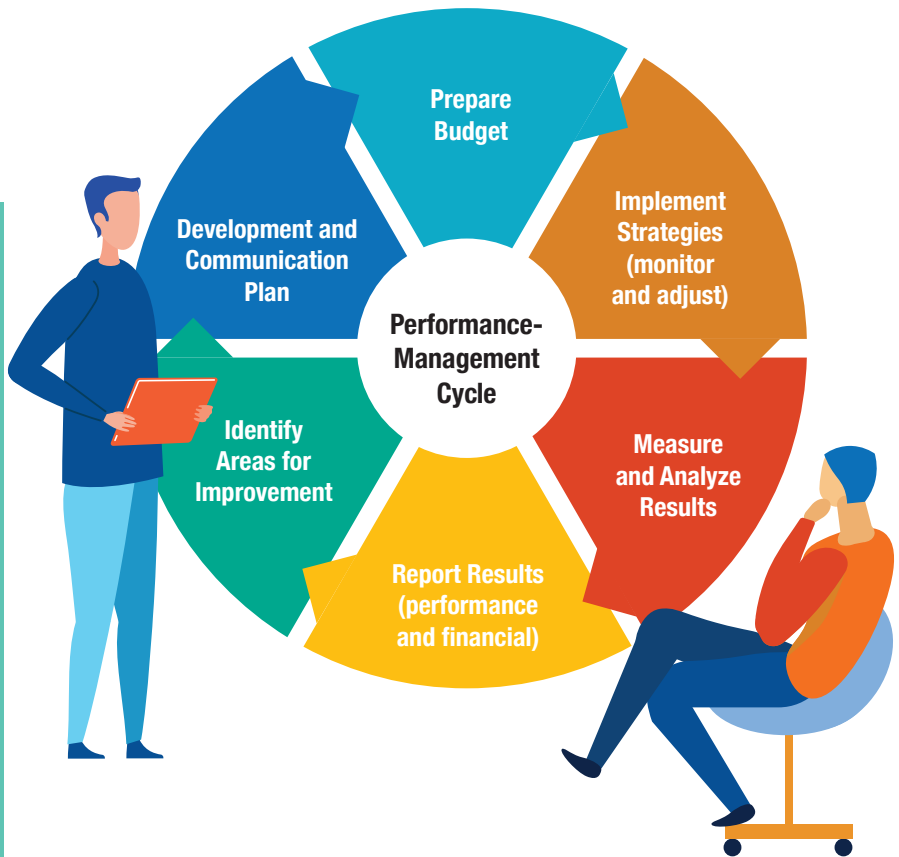 Prepare
Budget
Implement
Strategies
(monitor
and adjust)
Measure
and Analyze
Results
Report Results
(performance
and financial)
Identify
Areas for
Improvement
Development and
Communication
Plan
Performance-
Management
Cycle